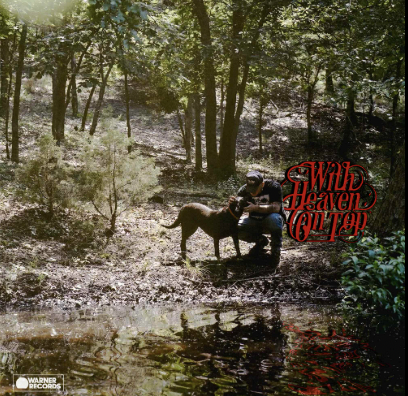 With
Heaven
On Top
WARNER
RECORDS